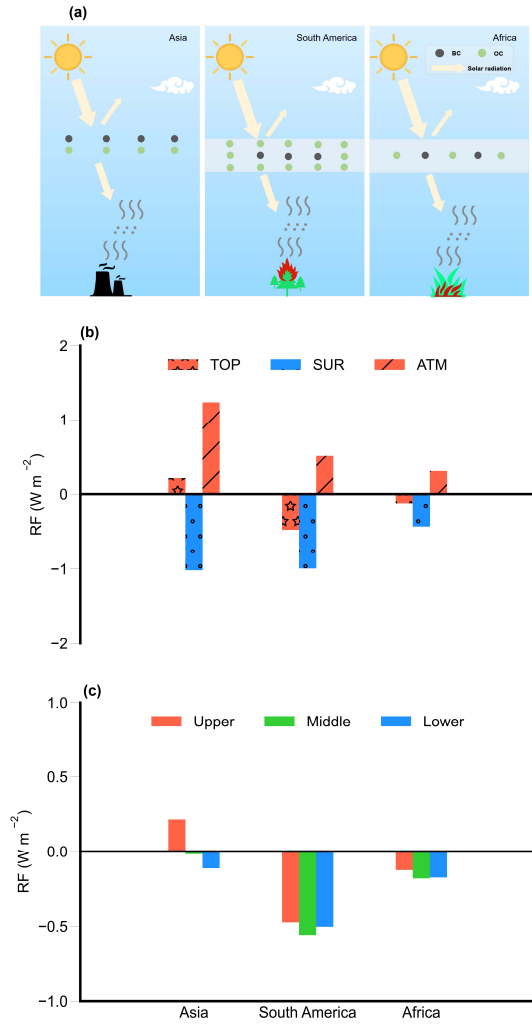 (a)
Asia
South America
Africa
BC
OC
Solar radiation
(b)
TOP
SUR
ATM
2
1
0
−1
−2
RF (W m −2)
(c)
Upper
Middle
Lower
1.0
0.5
0.0
−0.5
−1.0
RF (W m −2)
Asia
South America
Africa